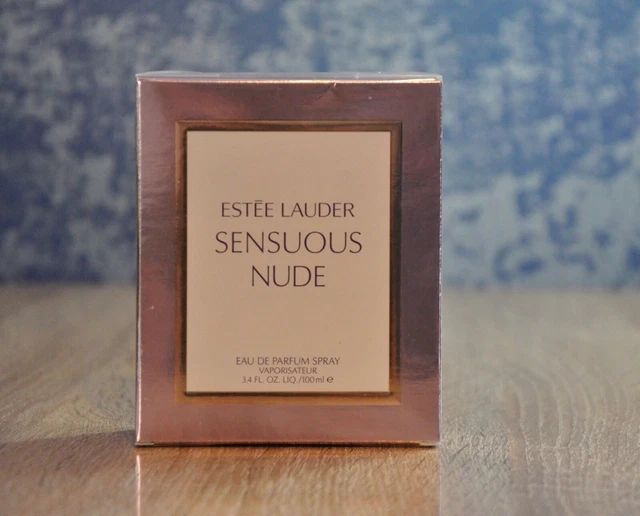 ESTĒE LAUDER
SENSUOUS
NUDE
EAU DE PARFUM SPRAY
VAPORISATEUR
3.4 FL. OZ. LIQ./100ml ℮